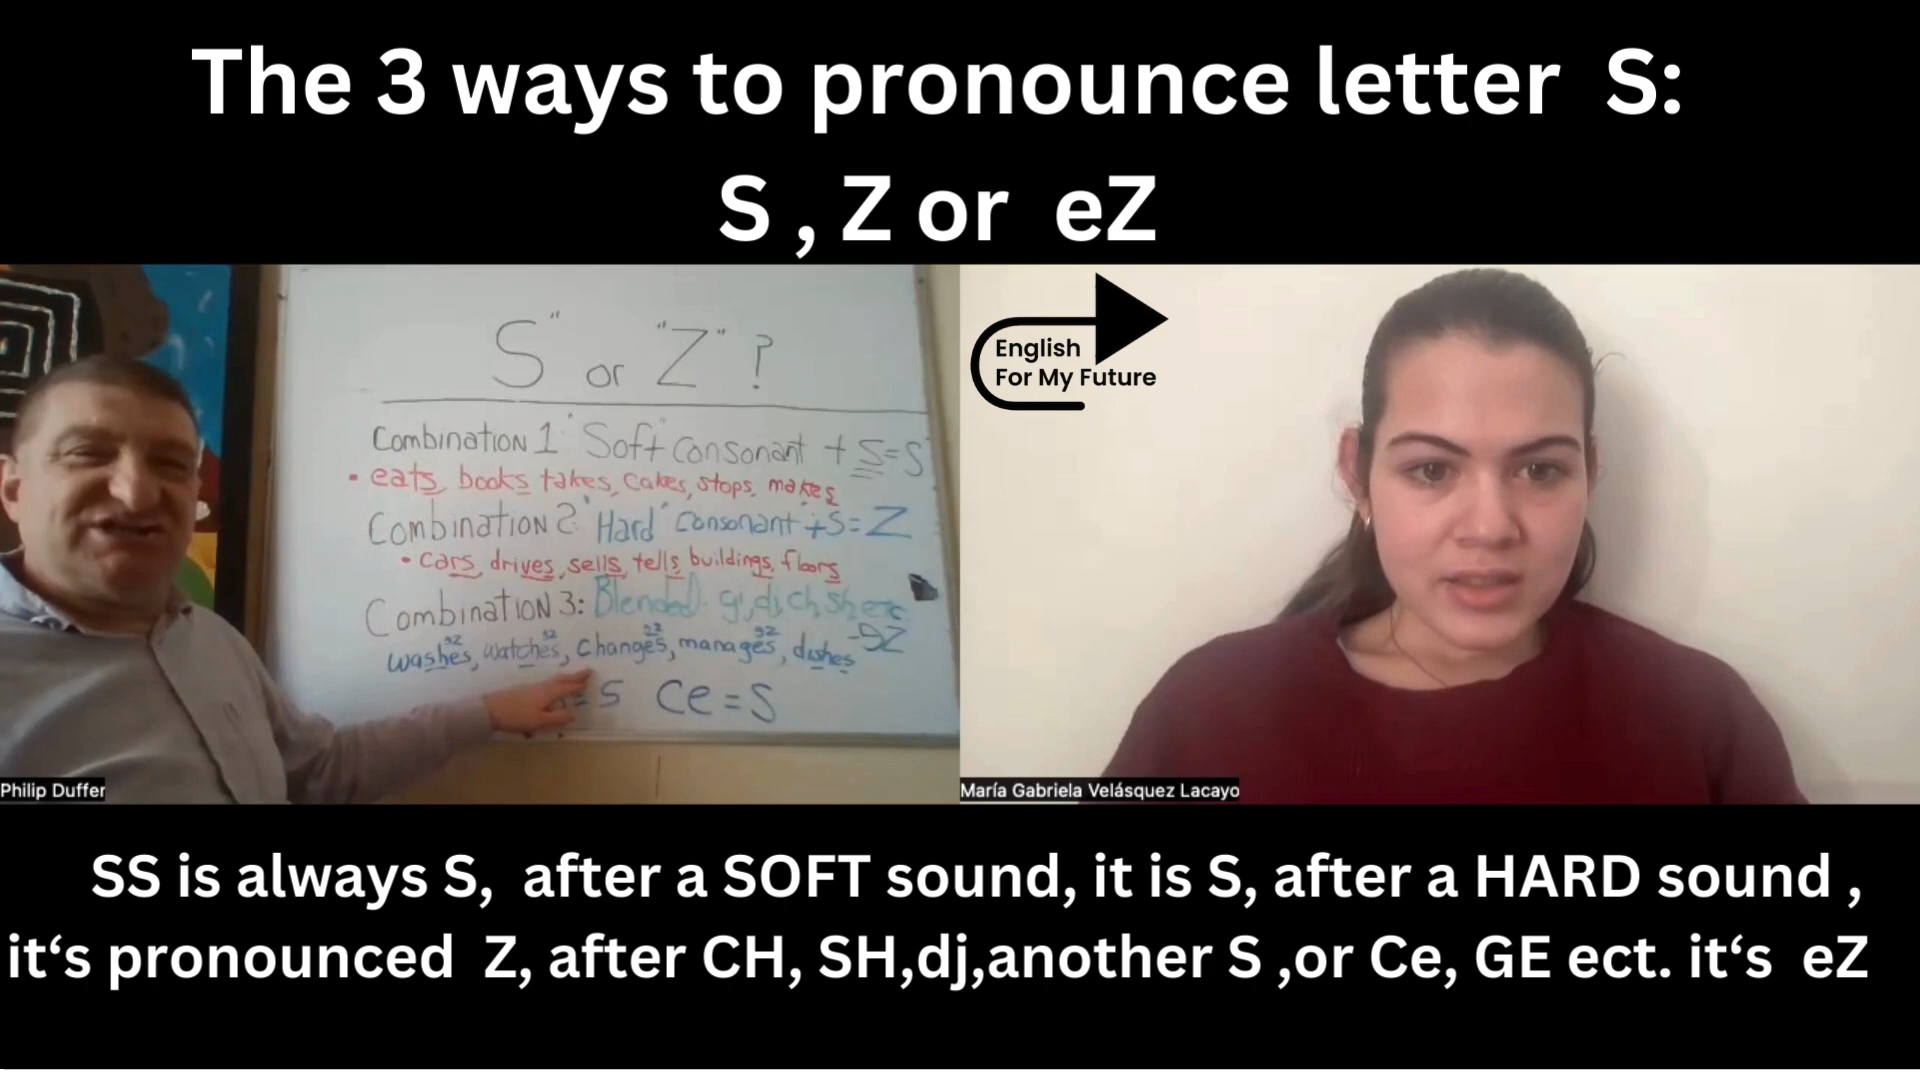 The 3 ways to pronounce letter S:
S , Z or eZ
S" or "Z" ?
Combination 1: "Soft" consonant + S=S
• eats, books takes, cakes, stops, makes
Combination 2: "Hard" consonant + S= Z
• cars, drives, sells, tells, buildings, floors
Combination 3: Blended: g, dj, ch, sh, etc
washes, watches, changes, manages, dishes
=S Ce=S
English
For My Future
Philip Duffer
María Gabriela Velásquez Lacayo
SS is always S, after a SOFT sound, it is S, after a HARD sound ,
it‘s pronounced Z, after CH, SH,dj,another S ,or Ce, GE ect. it‘s eZ